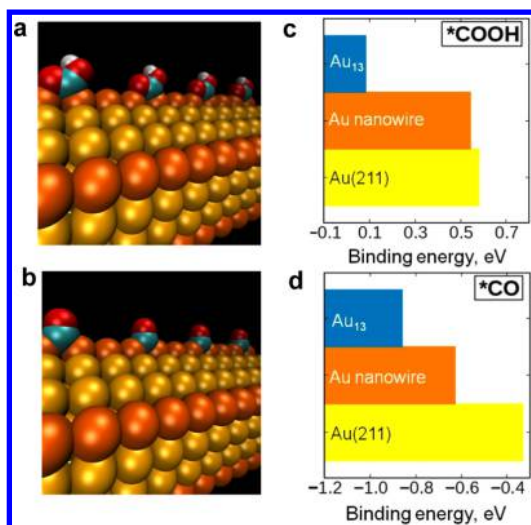 a
c
*COOH
Au₁₃
Au nanowire
Au(211)
-0.1 0.1 0.3 0.5 0.7
Binding energy, eV
b
d
*CO
Au₁₃
Au nanowire
Au(211)
-1.2 -1.0 -0.8 -0.6 -0.4
Binding energy, eV